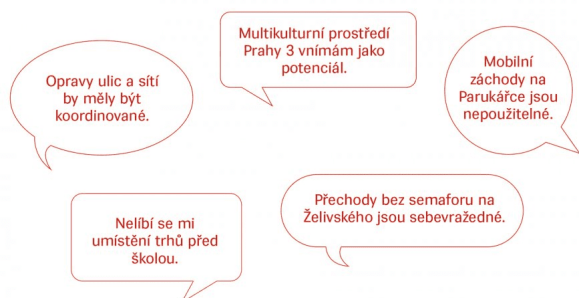 Multikulturní prostředí
Prahy 3 vnímám jako
potenciál.
Opravy ulic a sítí
by měly být
koordinované.
Mobilní
záchody na
Parukářce jsou
nepoužitelné.
Nelíbí se mi
umístění trhů před
školou.
Přechody bez semaforu na
Želivského jsou sebevražedné.